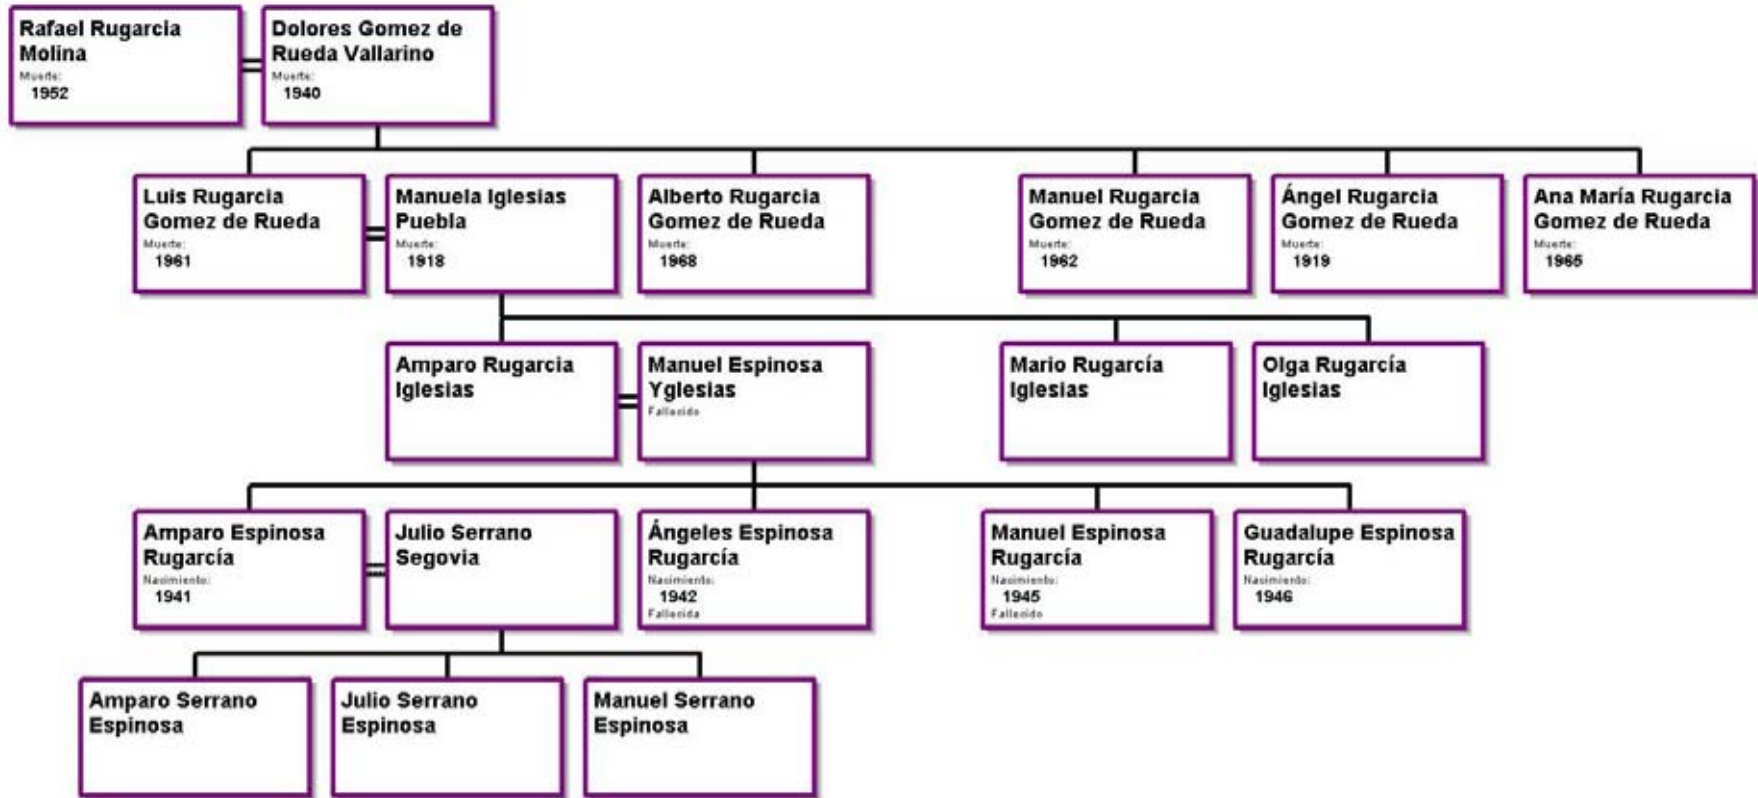 Rafael Rugarcia
Molina
Muerte:
1952
Dolores Gomez de
Rueda Vallarino
Muerte:
1940
Luis Rugarcia
Gomez de Rueda
Muerte:
1961
Manuela Iglesias
Puebla
Muerte:
1918
Alberto Rugarcia
Gomez de Rueda
Muerte:
1968
Manuel Rugarcia
Gomez de Rueda
Muerte:
1962
Ángel Rugarcia
Gomez de Rueda
Muerte:
1919
Ana María Rugarcia
Gomez de Rueda
Muerte:
1965
Amparo Rugarcia
Iglesias
Manuel Espinosa
Yglesias
Fallecido
Mario Rugarcía
Iglesias
Olga Rugarcía
Iglesias
Amparo Espinosa
Rugarcía
Nacimiento:
1941
Julio Serrano
Segovia
Ángeles Espinosa
Rugarcía
Nacimiento:
1942
Fallecida
Manuel Espinosa
Rugarcía
Nacimiento:
1945
Fallecido
Guadalupe Espinosa
Rugarcía
Nacimiento:
1946
Amparo Serrano
Espinosa
Julio Serrano
Espinosa
Manuel Serrano
Espinosa